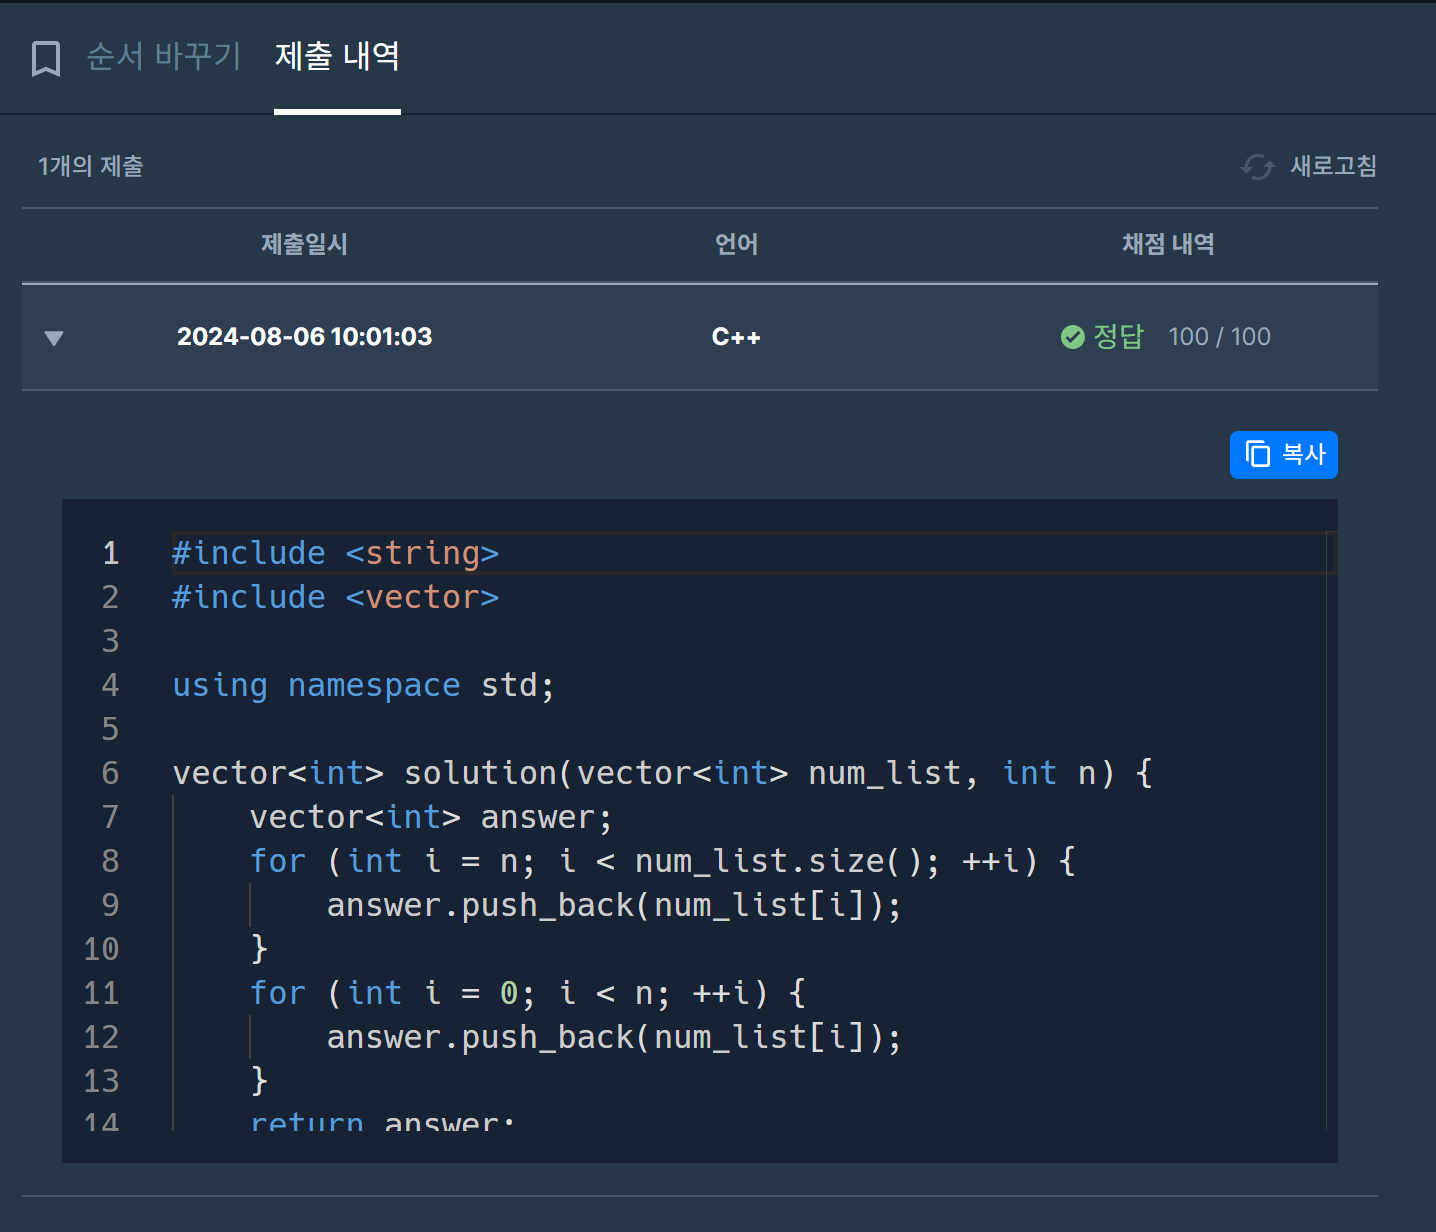 순서 바꾸기 제출 내역
1개의 제출 새로고침
제출일시 언어 채점 내역
2024-08-06 10:01:03 C++ 정답 100 / 100
복사
1 #include <string>
2 #include <vector>
3
4 using namespace std;
5
6 vector<int> solution(vector<int> num_list, int n) {
7     vector<int> answer;
8     for (int i = n; i < num_list.size(); ++i) {
9         answer.push_back(num_list[i]);
10     }
11     for (int i = 0; i < n; ++i) {
12         answer.push_back(num_list[i]);
13     }
14     return answer;